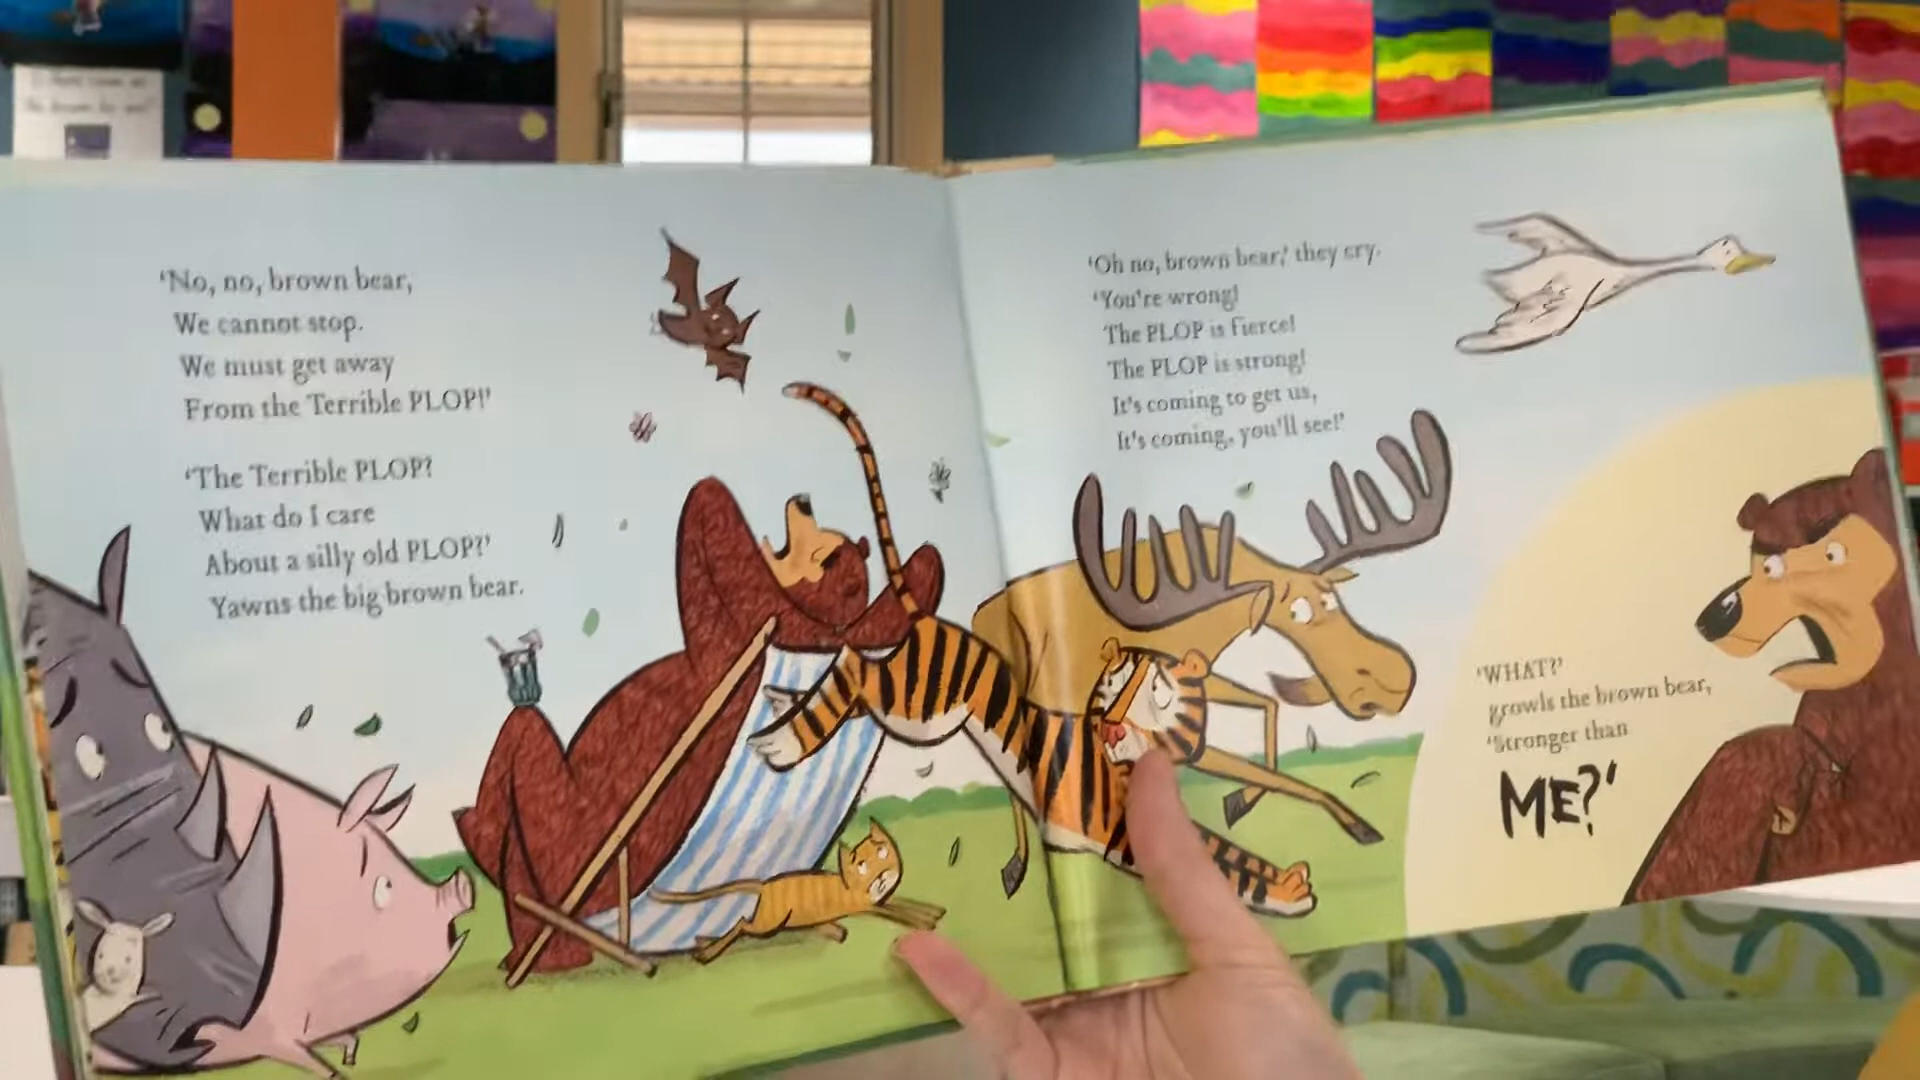 'No, no, brown bear,
We cannot stop.
We must get away
From the Terrible PLOP!'
'The Terrible PLOP?
What do I care
About a silly old PLOP?'
Yawns the big brown bear.
'Oh no, brown bear,' they cry.
'You're wrong!
The PLOP is fierce!
The PLOP is strong!
It's coming to get us,
It's coming, you'll see!'
'WHAT?'
growls the brown bear,
'Stronger than
ME?'